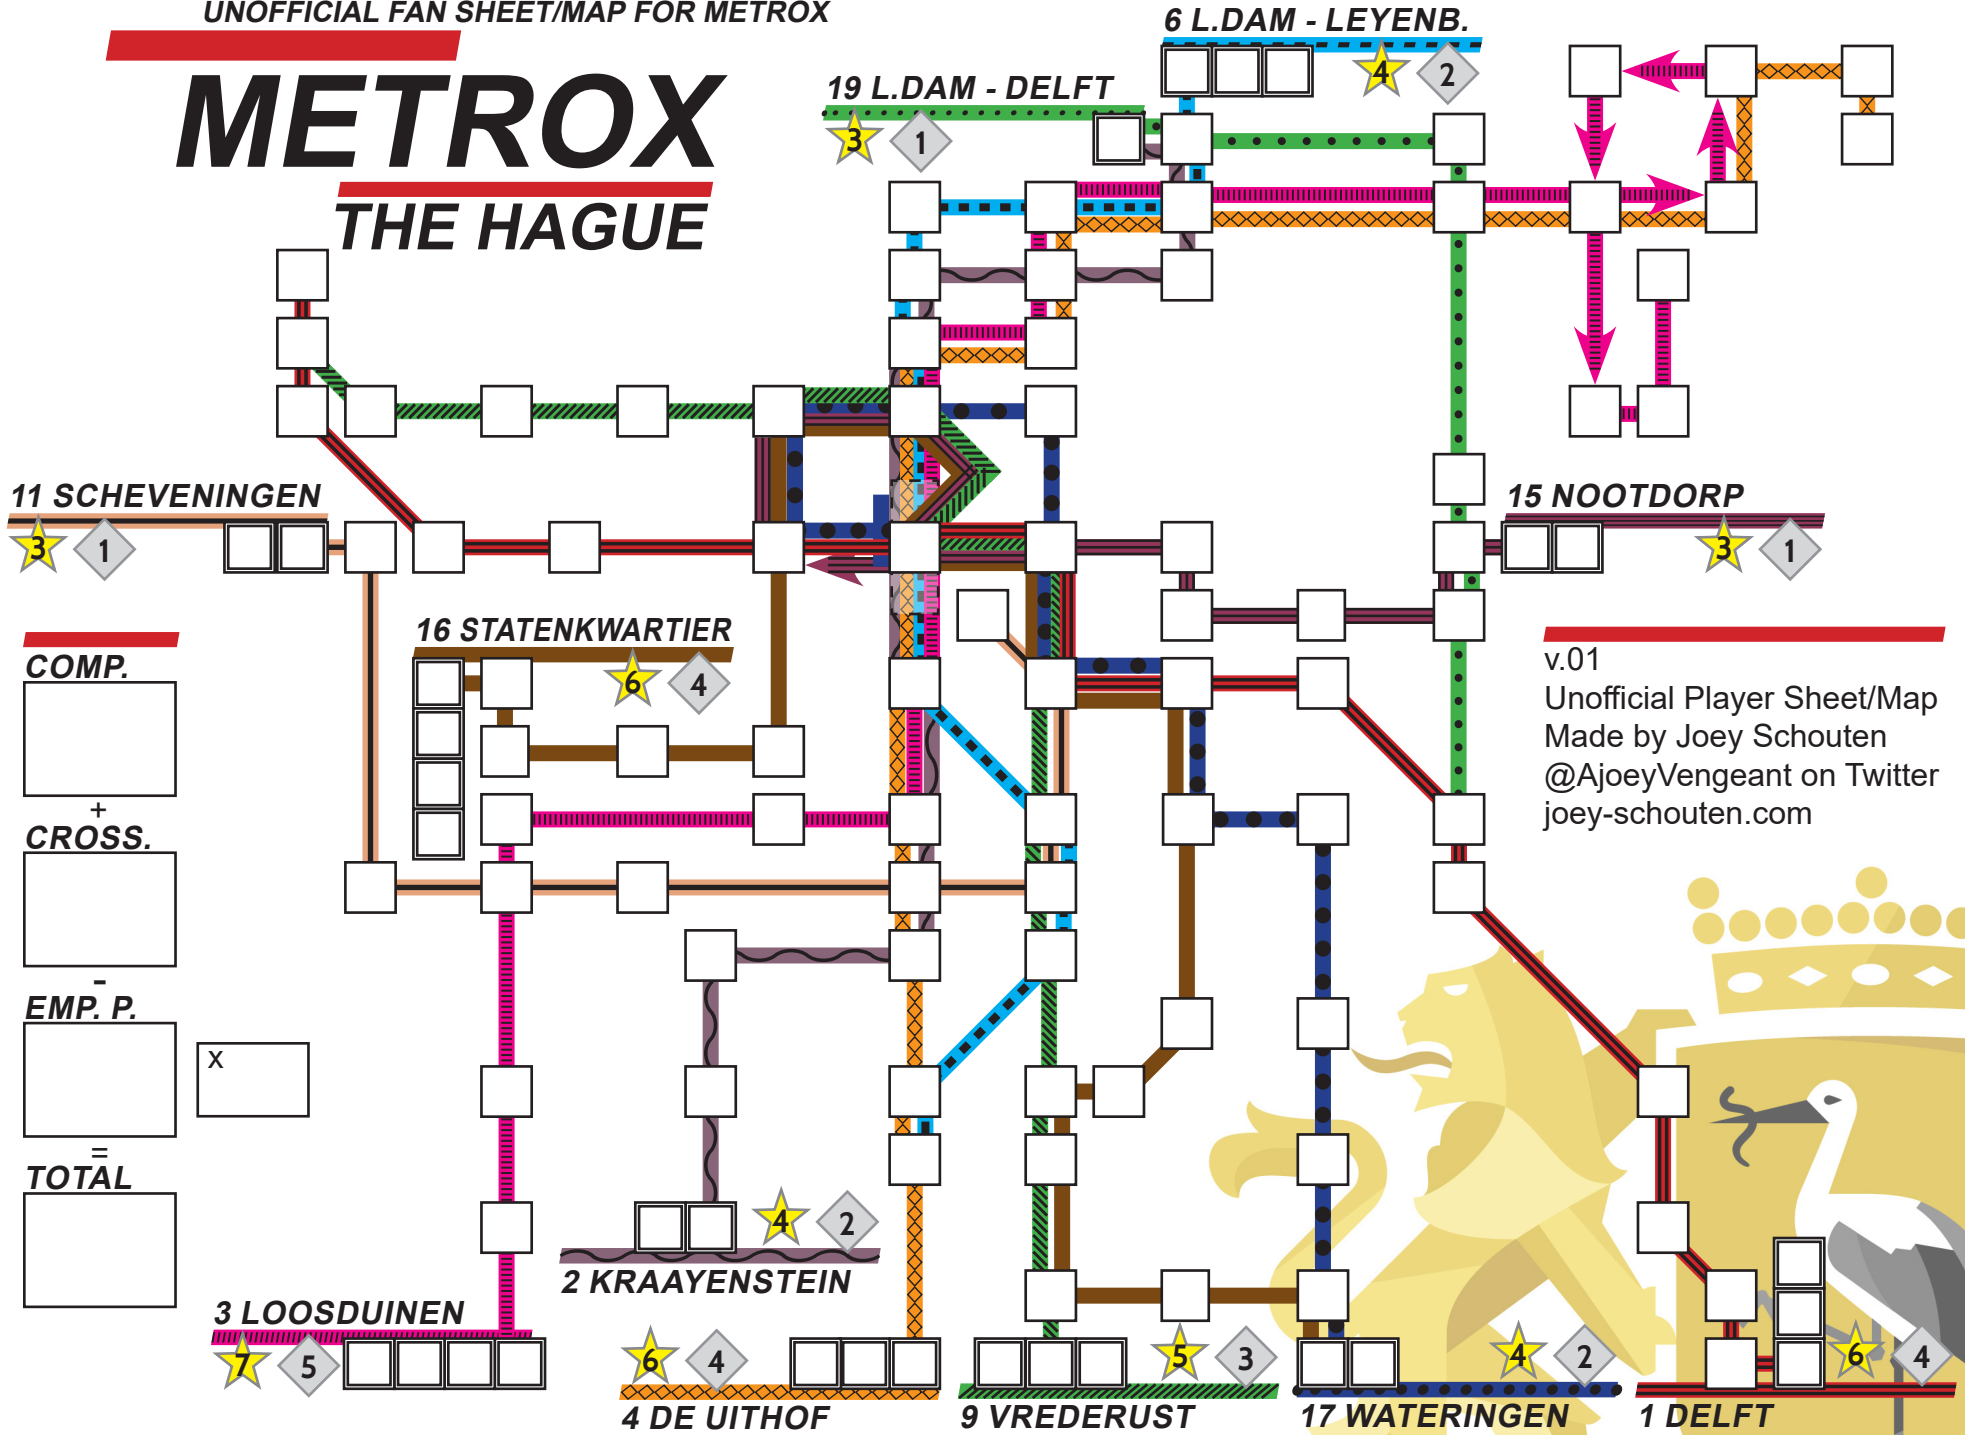 UNOFFICIAL FAN SHEET/MAP FOR METROX
METROX
THE HAGUE
6 L.DAM - LEYENB.
4
2
19 L.DAM - DELFT
3
1
11 SCHEVENINGEN
3
1
15 NOOTDORP
3
1
16 STATENKWARTIER
6
4
COMP.
+
CROSS.
-
EMP. P.
x
=
TOTAL
v.01
Unofficial Player Sheet/Map
Made by Joey Schouten
@AjoeyVengeant on Twitter
joey-schouten.com
4
2
2 KRAAYENSTEIN
3 LOOSDUINEN
7
5
6
4
4 DE UITHOF
5
3
9 VREDERUST
4
2
17 WATERINGEN
6
4
1 DELFT